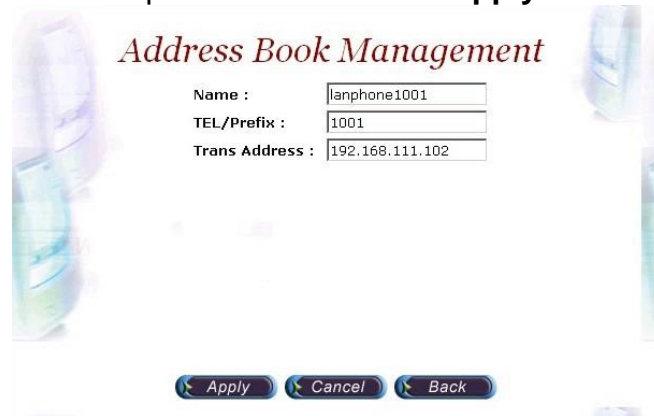 Address Book Management
Name : lanphone1001
TEL/Prefix : 1001
Trans Address : 192.168.111.102
Apply Cancel Back